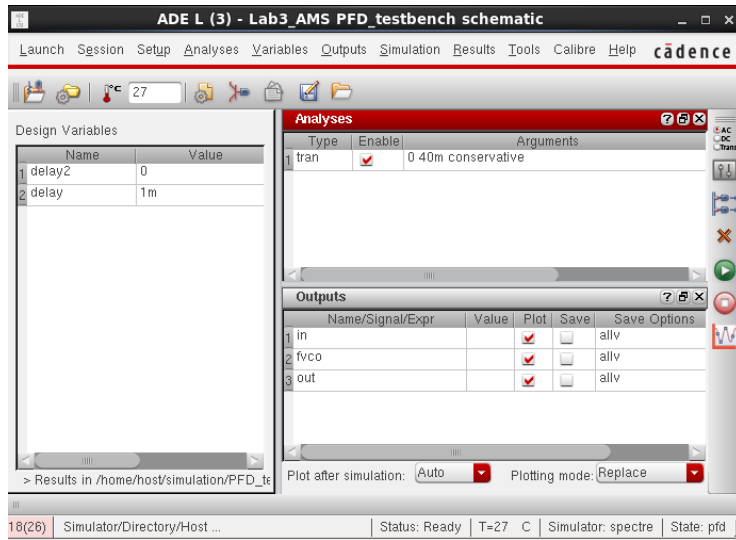 ADE L (3) - Lab3_AMS PFD_testbench schematic
Launch Session Setup Analyses Variables Outputs Simulation Results Tools Calibre Help cādence
°C 27
Design Variables
Name Value
1 delay2 0
2 delay 1m
> Results in /home/host/simulation/PFD_te
Analyses
Type Enable Arguments
1 tran 0 40m conservative
Outputs
Name/Signal/Expr Value Plot Save Save Options
1 in allv
2 fvco allv
3 out allv
Plot after simulation: Auto Plotting mode: Replace
AC
DC
Trans
18(26) Simulator/Directory/Host ... Status: Ready T=27 C Simulator: spectre State: pfd